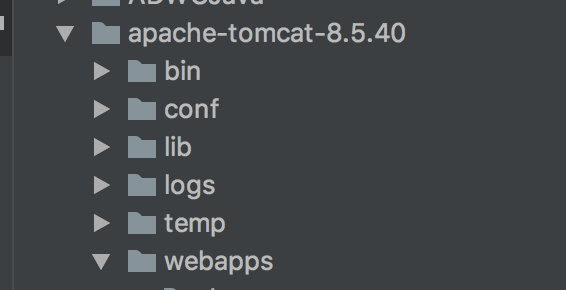 apache-tomcat-8.5.40
bin
conf
lib
logs
temp
webapps